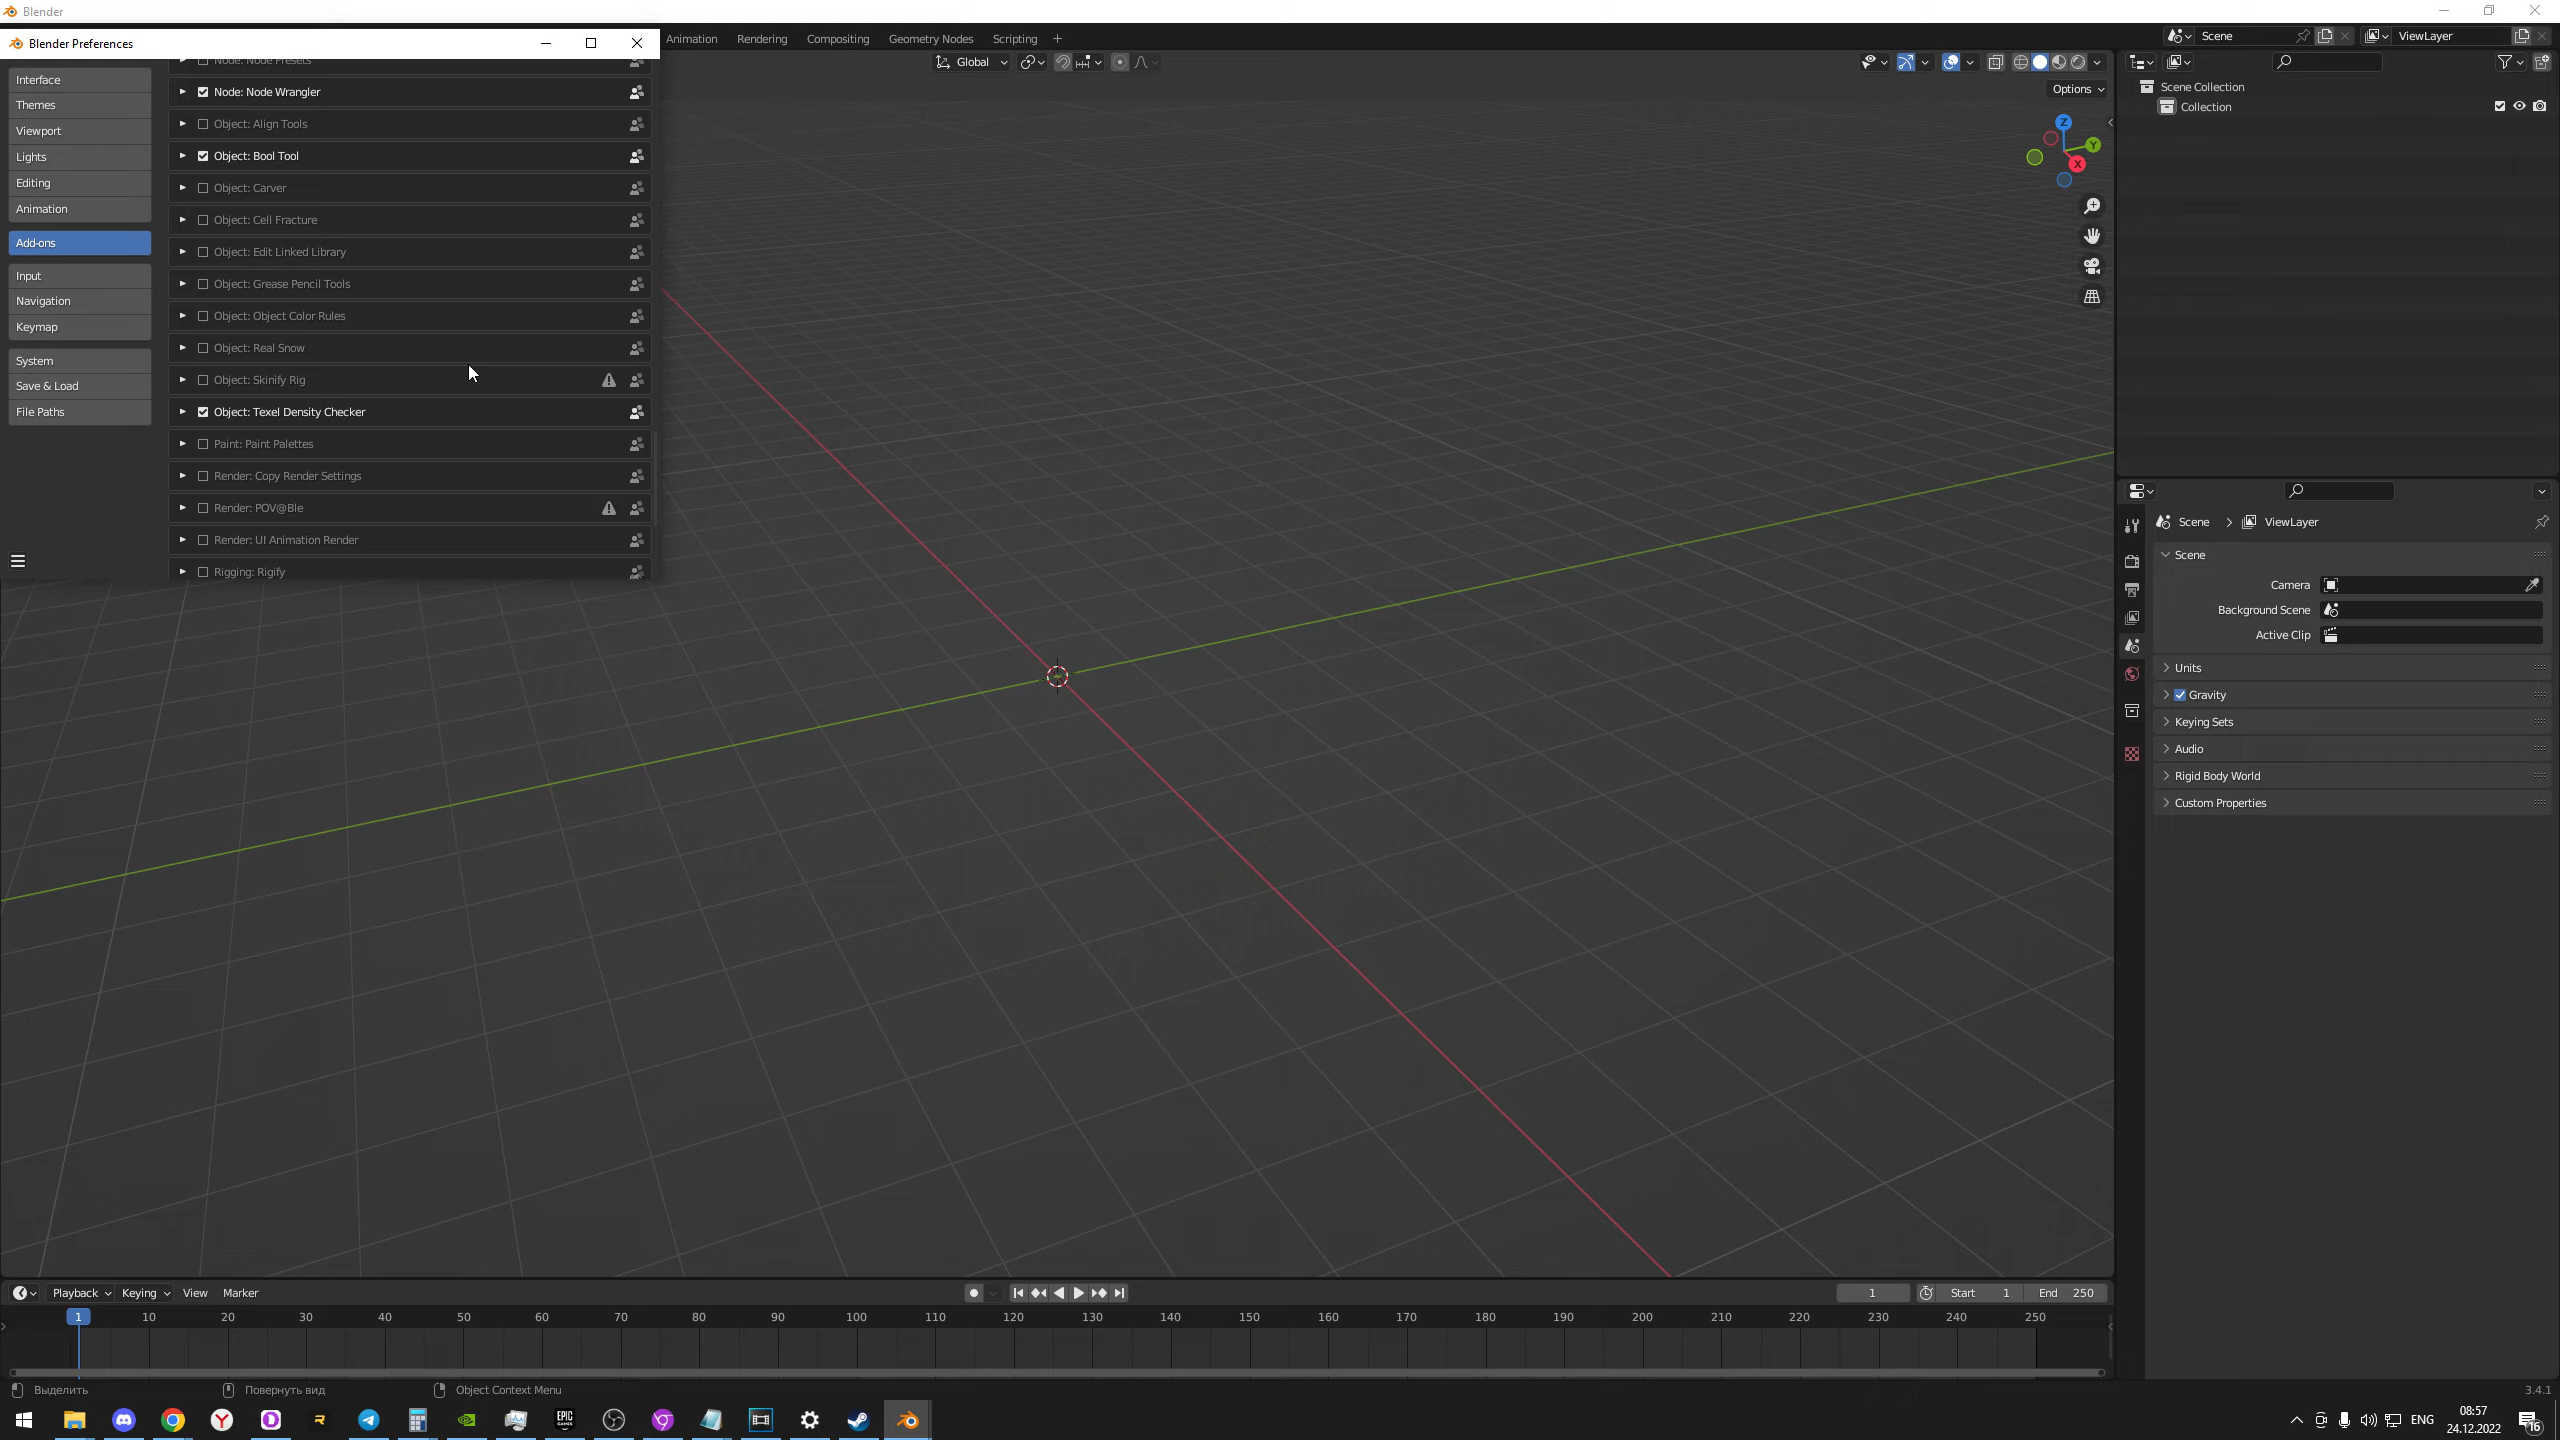 Blender
Blender Preferences
Animation
Rendering
Compositing
Geometry Nodes
Scripting
Scene
ViewLayer
Global
Options
Interface
Themes
Viewport
Lights
Editing
Animation
Add-ons
Input
Navigation
Keymap
System
Save & Load
File Paths
Node: Node Presets
Node: Node Wrangler
Object: Align Tools
Object: Bool Tool
Object: Carver
Object: Cell Fracture
Object: Edit Linked Library
Object: Grease Pencil Tools
Object: Object Color Rules
Object: Real Snow
Object: Skinify Rig
Object: Texel Density Checker
Paint: Paint Palettes
Render: Copy Render Settings
Render: POV@Ble
Render: UI Animation Render
Rigging: Rigify
Z
Y
X
Scene Collection
Collection
Scene
ViewLayer
Scene
Camera
Background Scene
Active Clip
Units
Gravity
Keying Sets
Audio
Rigid Body World
Custom Properties
Playback
Keying
View
Marker
1
Start 1
End 250
1 10 20 30 40 50 60 70 80 90 100 110 120 130 140 150 160 170 180 190 200 210 220 230 240 250
Выделить
Повернуть вид
Object Context Menu
3.4.1
EPIC GAMES
ENG
08:57
24.12.2022
16